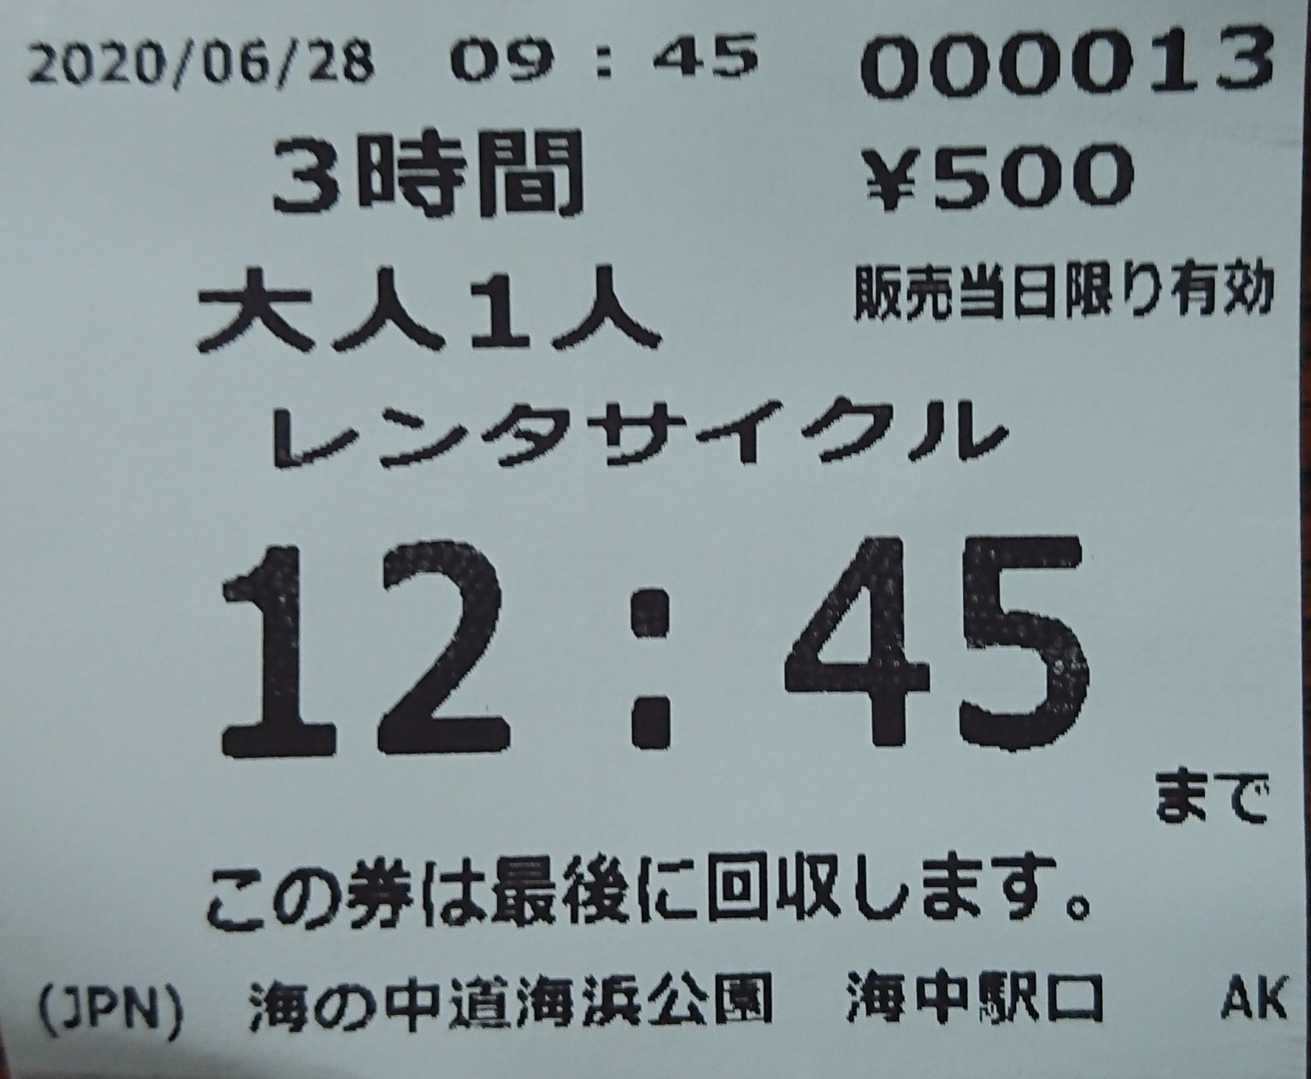 2020/06/28 09:45 000013
3時間 ¥500
大人1人 販売当日限り有効
レンタサイクル
12:45
まで
この券は最後に回収します。
(JPN) 海の中道海浜公園 海中駅口 AK